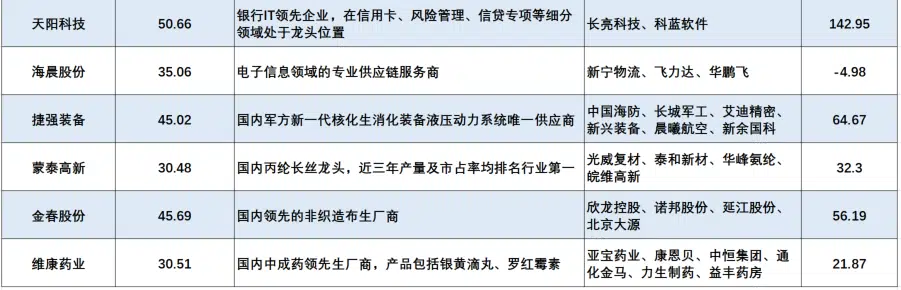 天阳科技
50.66
银行IT领先企业，在信用卡、风险管理、信贷专项等细分
领域处于龙头位置
长亮科技、科蓝软件
142.95
海晨股份
35.06
电子信息领域的专业供应链服务商
新宁物流、飞力达、华鹏飞
-4.98
捷强装备
45.02
国内军方新一代核化生消化装备液压动力系统唯一供应商
中国海防、长城军工、艾迪精密、
新兴装备、晨曦航空、新余国科
64.67
蒙泰高新
30.48
国内丙纶长丝龙头，近三年产量及市占率均排名行业第一
光威复材、泰和新材、华峰氨纶、
皖维高新
32.3
金春股份
45.69
国内领先的非织造布生厂商
欣龙控股、诺邦股份、延江股份、
北京大源
56.19
维康药业
30.51
国内中成药领先生厂商，产品包括银黄滴丸、罗红霉素
亚宝药业、康恩贝、中恒集团、通
化金马、力生制药、益丰药房
21.87